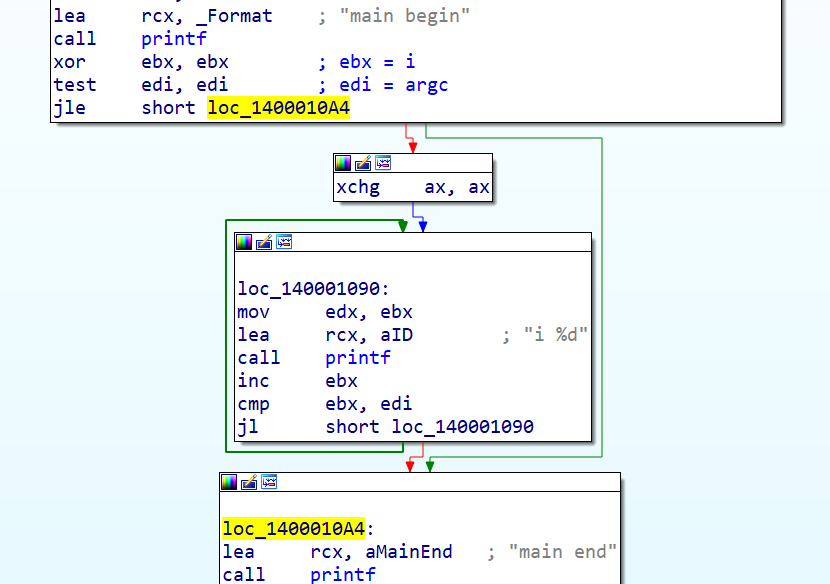 lea rcx, _Format ; "main begin"
call printf
xor ebx, ebx ; ebx = i
test edi, edi ; edi = argc
jle short loc_1400010A4
xchg ax, ax
loc_140001090:
mov edx, ebx
lea rcx, aID ; "i %d"
call printf
inc ebx
cmp ebx, edi
jl short loc_140001090
loc_1400010A4:
lea rcx, aMainEnd ; "main end"
call printf